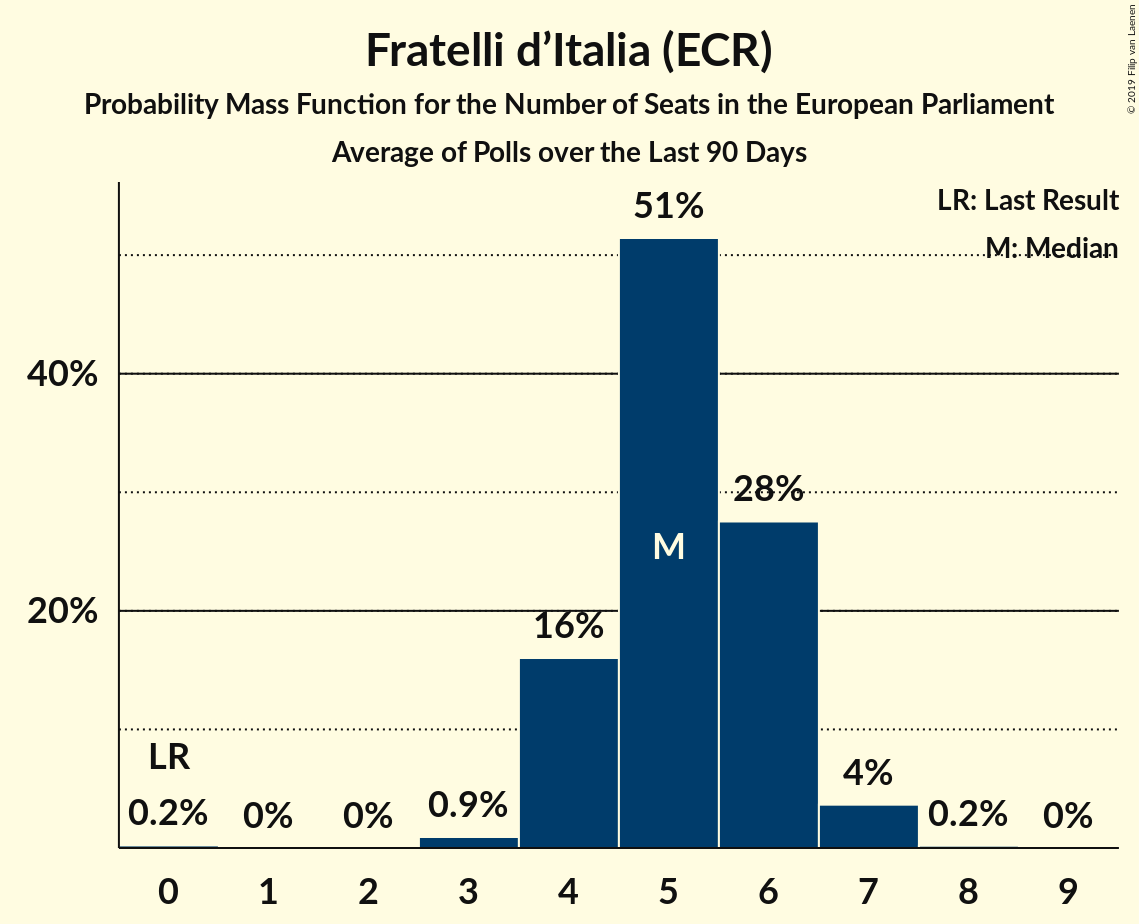 Fratelli d’Italia (ECR)
Probability Mass Function for the Number of Seats in the European Parliament
Average of Polls over the Last 90 Days
© 2019 Filip van Laenen
LR: Last Result
M: Median
51%
40%
28%
M
20%
16%
LR
0.2% 0% 0% 0.9% 4% 0.2% 0%
0 1 2 3 4 5 6 7 8 9